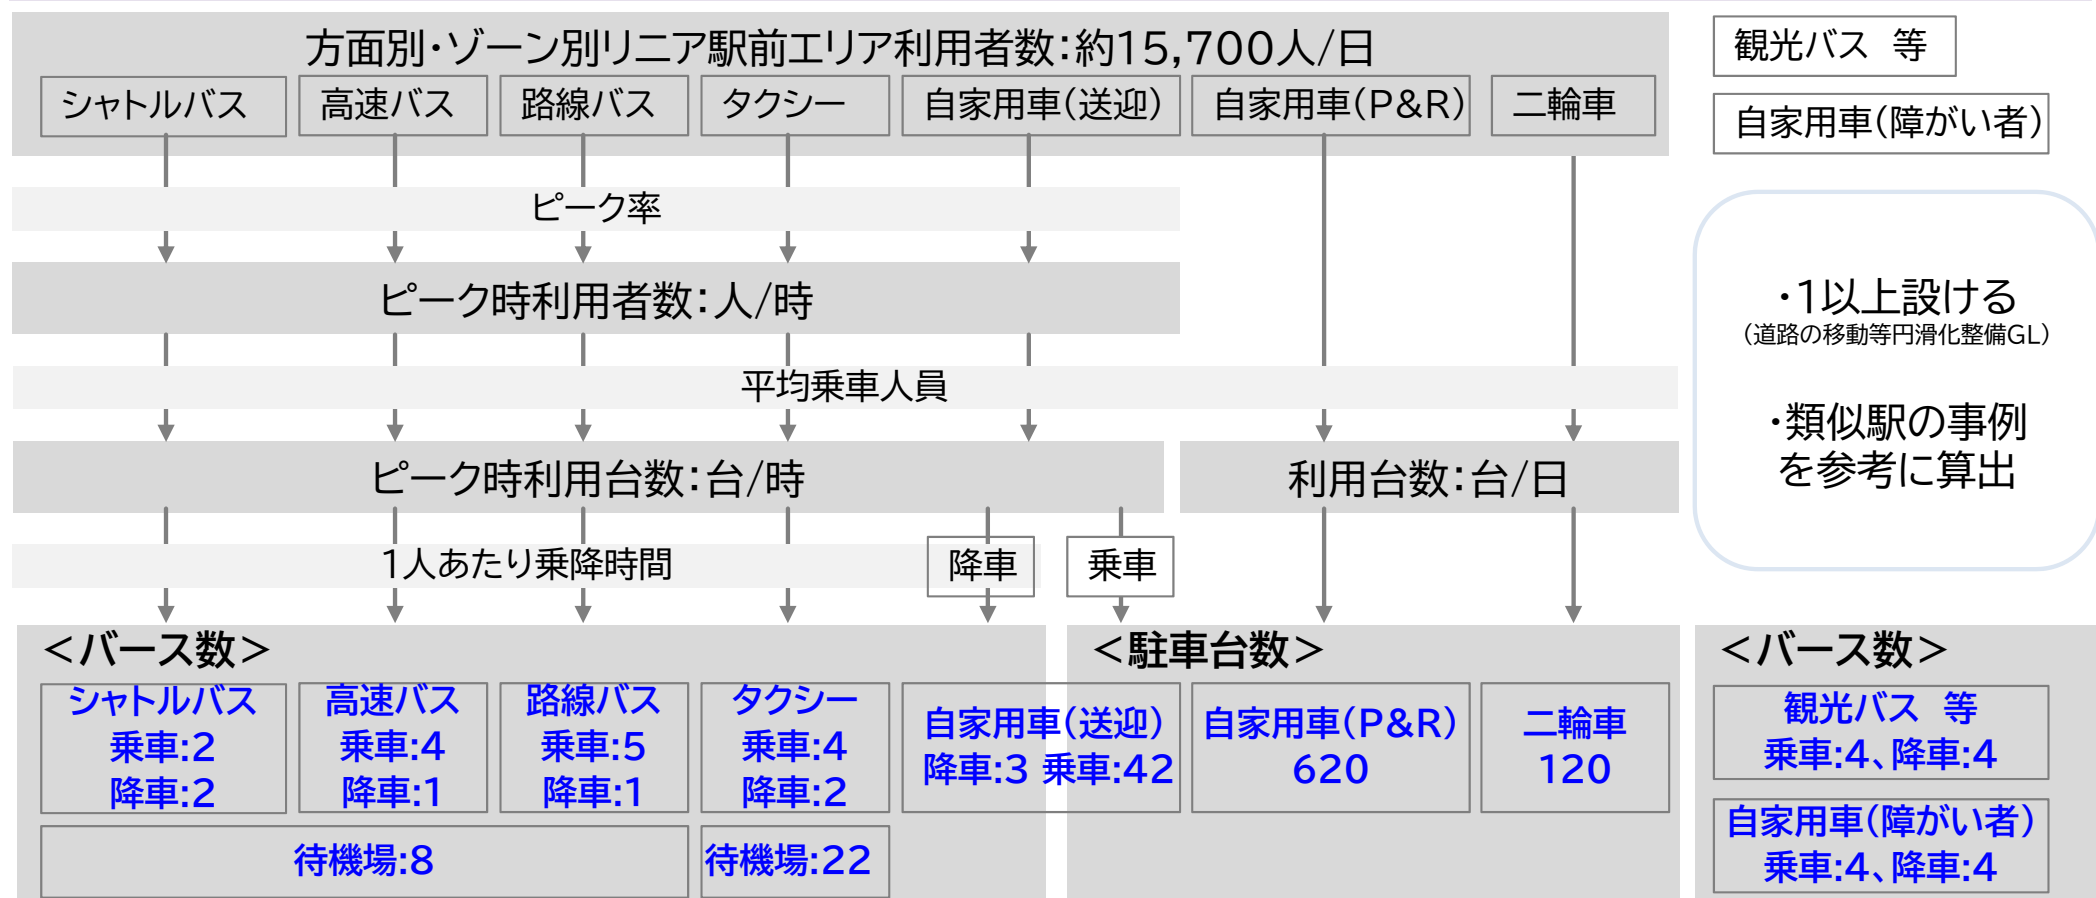 方面別・ゾーン別リニア駅前エリア利用者数：約15,700人/日
シャトルバス
高速バス
路線バス
タクシー
自家用車（送迎）
自家用車（P&R）
二輪車
観光バス 等
自家用車（障がい者）
ピーク率
ピーク時利用者数：人/時
平均乗車人員
ピーク時利用台数：台/時
利用台数：台/日
・1以上設ける
（道路の移動等円滑化整備GL）
・類似駅の事例
を参考に算出
1人あたり乗降時間
降車
乗車
＜バース数＞
シャトルバス
乗車:2
降車:2
高速バス
乗車:4
降車:1
路線バス
乗車:5
降車:1
タクシー
乗車:4
降車:2
待機場:8
待機場:22
＜駐車台数＞
自家用車（送迎）
降車:3 乗車:42
自家用車（P&R）
620
二輪車
120
＜バース数＞
観光バス 等
乗車:4、降車:4
自家用車（障がい者）
乗車:4、降車:4